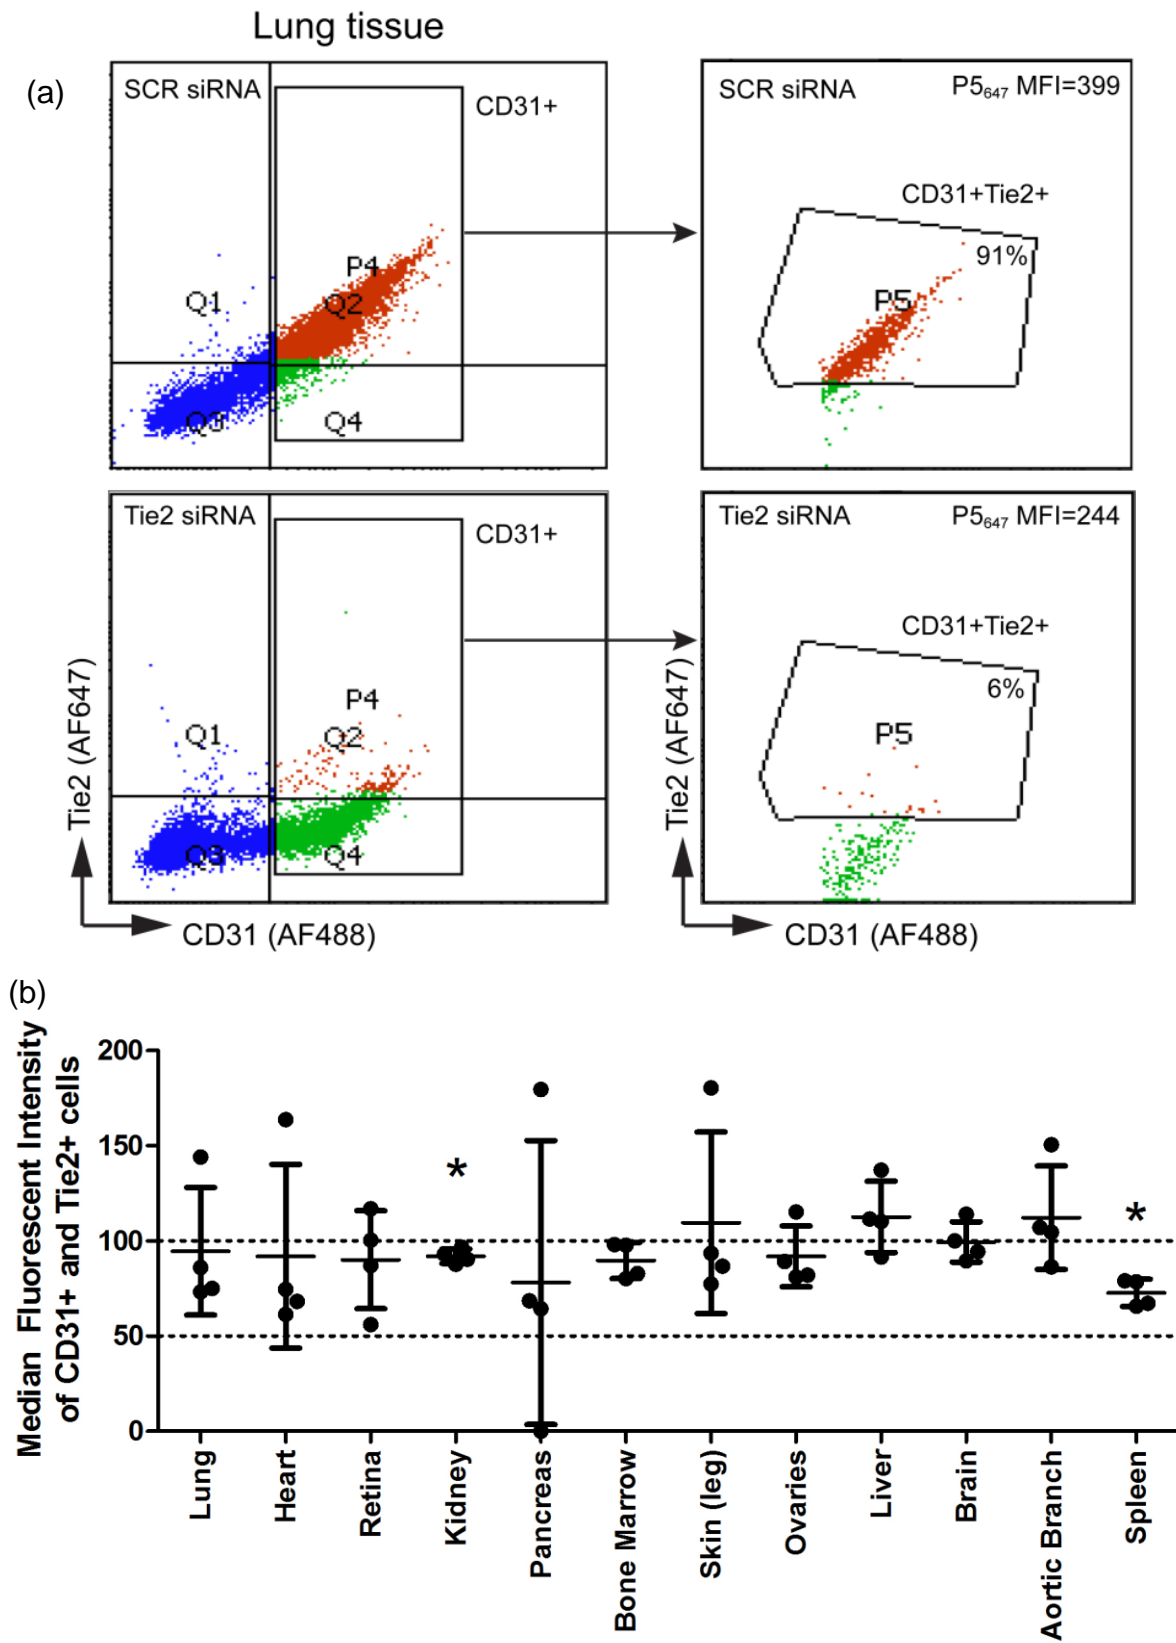 Lung tissue
(a)
SCR siRNA
CD31+
P4
Q1
Q2
Q3
Q4
SCR siRNA
P5₆₄₇ MFI=399
CD31+Tie2+
91%
P5
Tie2 siRNA
CD31+
P4
Q1
Q2
Q3
Q4
Tie2 (AF647)
CD31 (AF488)
Tie2 siRNA
P5₆₄₇ MFI=244
CD31+Tie2+
6%
P5
Tie2 (AF647)
CD31 (AF488)
(b)
Median Fluorescent Intensity
of CD31+ and Tie2+ cells
200
150
100
50
0
*
*
Lung
Heart
Retina
Kidney
Pancreas
Bone Marrow
Skin (leg)
Ovaries
Liver
Brain
Aortic Branch
Spleen